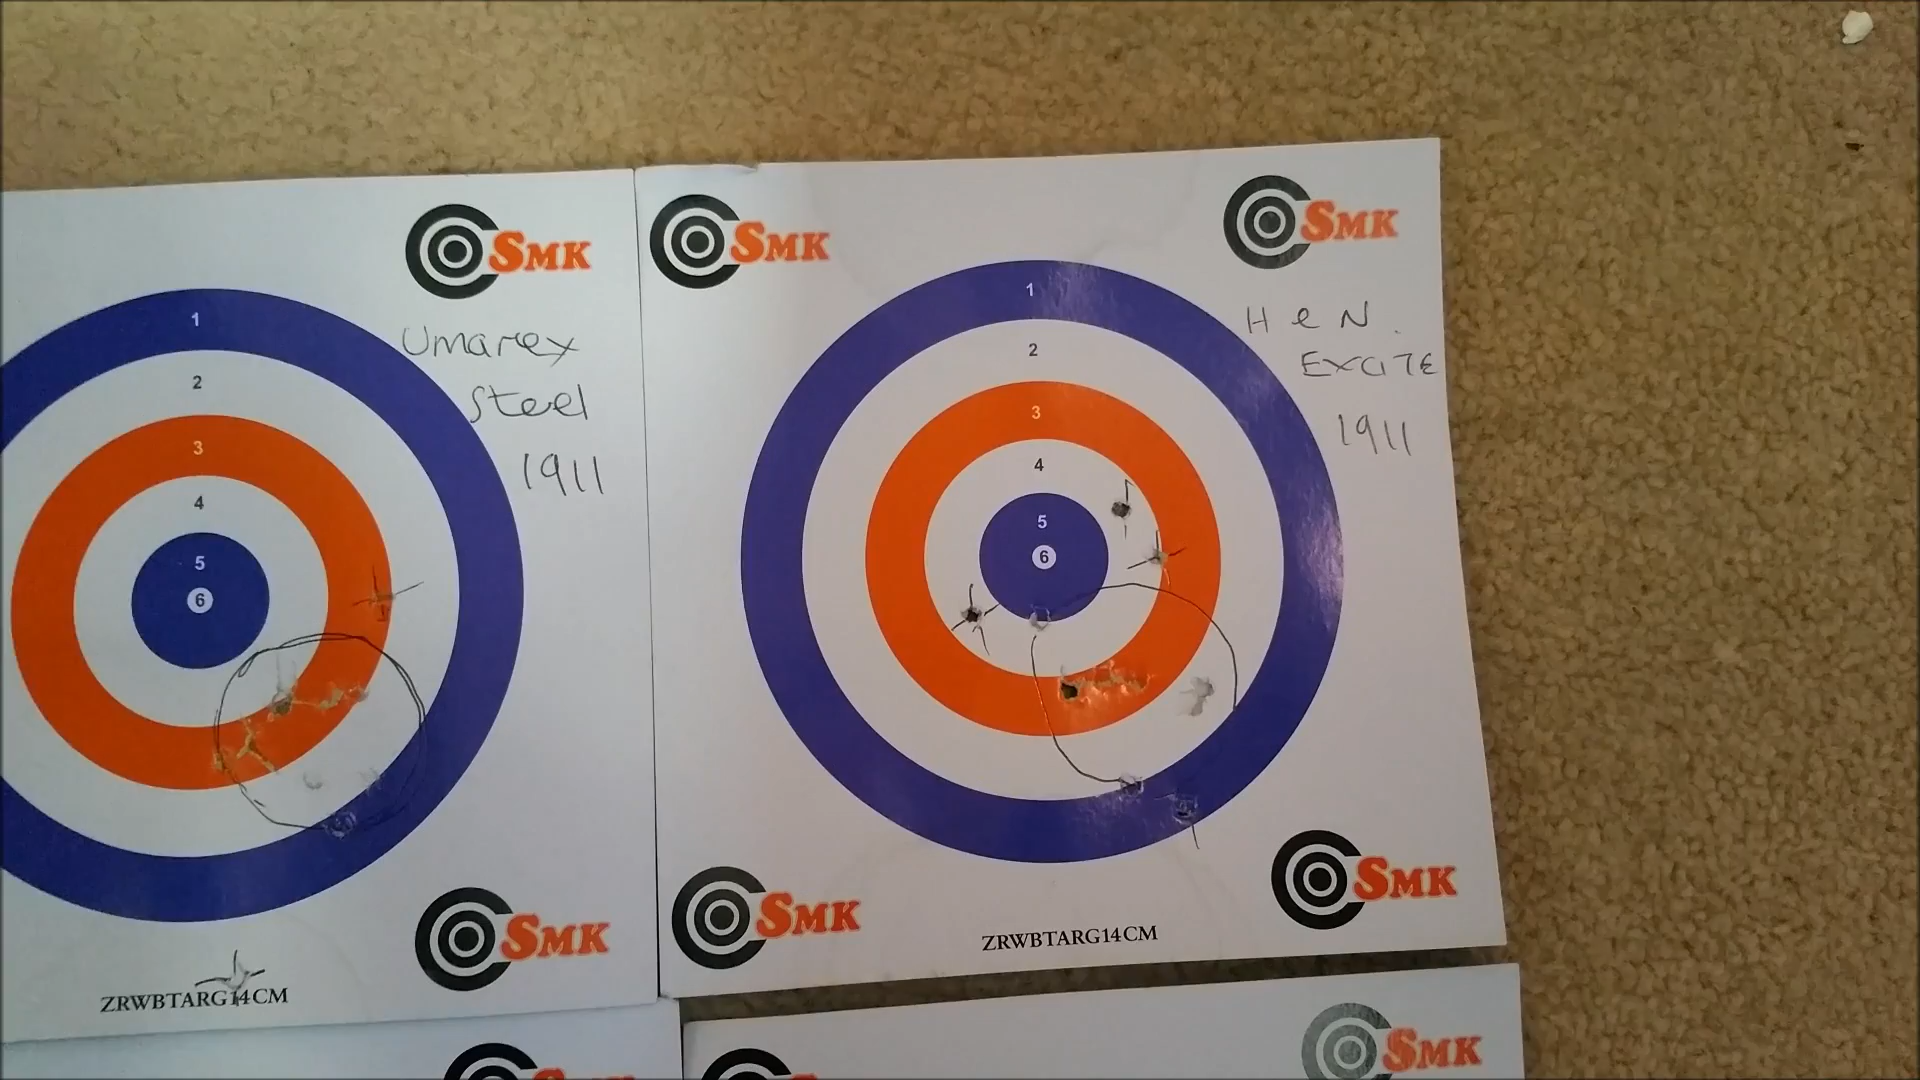 SMK
1
2
3
4
5
6
Umarex
Steel
1911
SMK
ZRWBTARG14CM
SMK
SMK
1
2
3
4
5
6
H&N.
EXCITE
1911
SMK
SMK
ZRWBTARG14CM
SMK